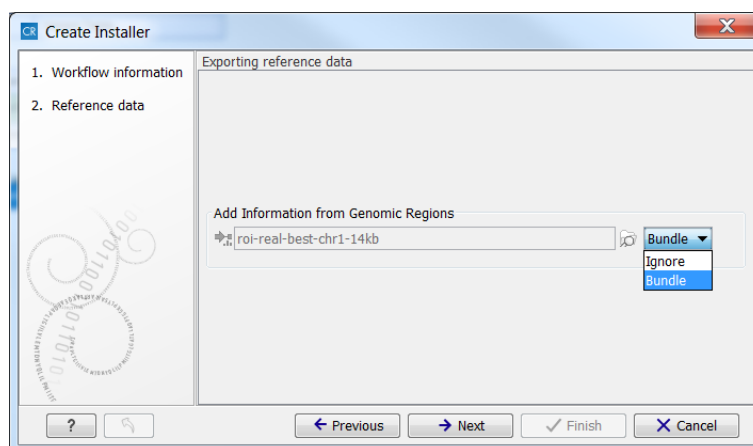 CR Create Installer X
1. Workflow information
2. Reference data
Exporting reference data
Add Information from Genomic Regions
roi-real-best-chr1-14kb
Bundle
Ignore
Bundle
? Previous Next Finish Cancel